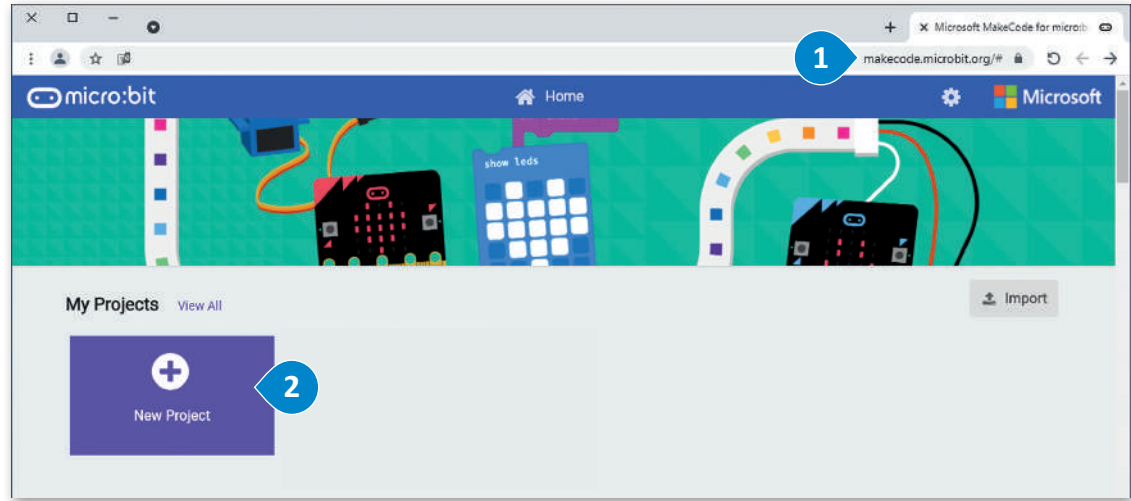 Microsoft MakeCode for micro:b
1
makecode.microbit.org/#
micro:bit
Home
Microsoft
show leds
My Projects View All
Import
New Project
2